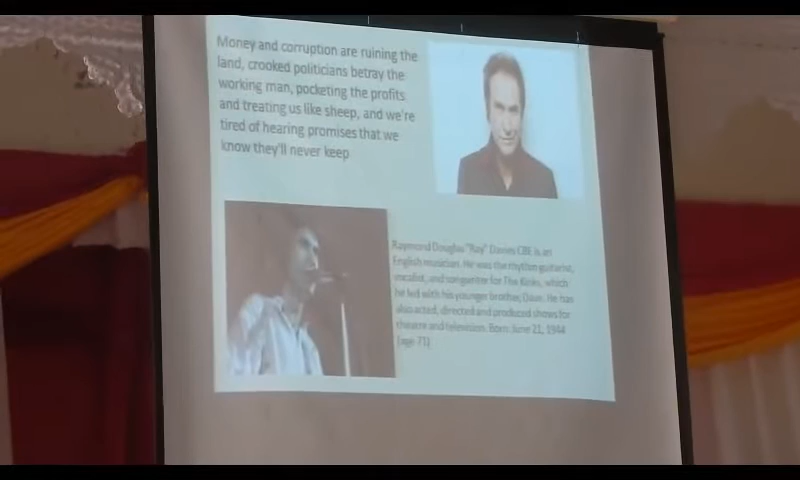 Money and corruption are ruining the
land, crooked politicians betray the
working man, pocketing the profits
and treating us like sheep, and we're
tired of hearing promises that we
know they'll never keep
Raymond Douglas "Ray" Davies CBE is an
English musician. He was the rhythm guitarist,
vocalist, and songwriter for The Kinks, which
he led with his younger brother, Dave. He has
also acted, directed and produced shows for
theatre and television. Born: June 21, 1944
(age 71)